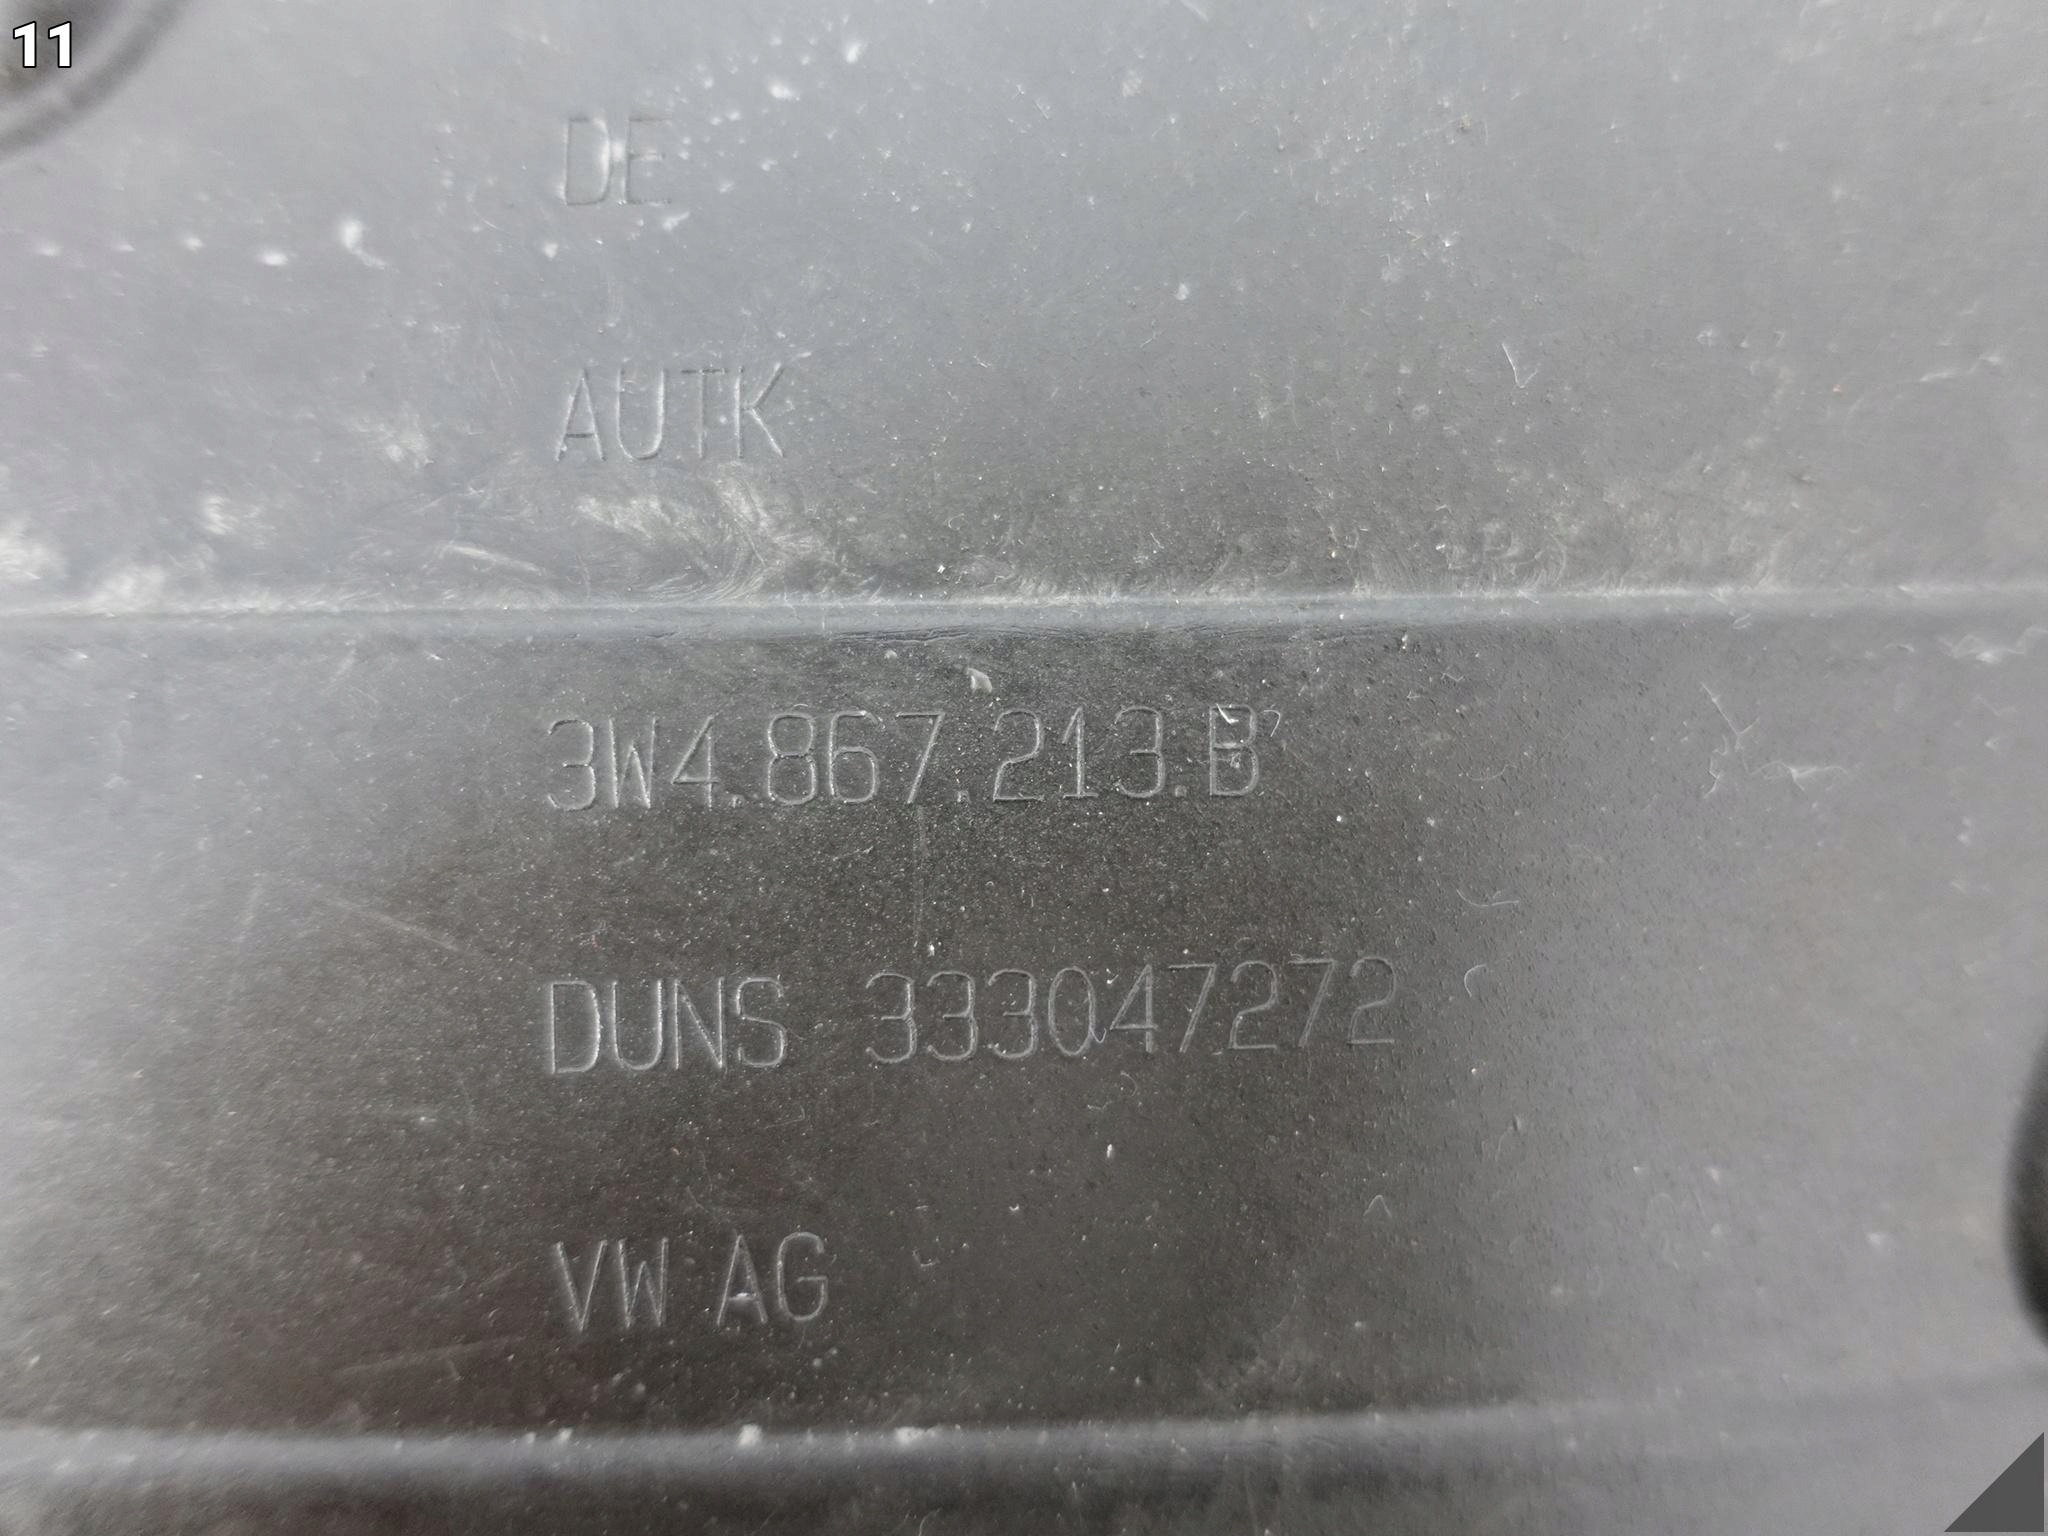 11
DE
AUTK
3W4.867.213.B
DUNS 333047272
VW AG